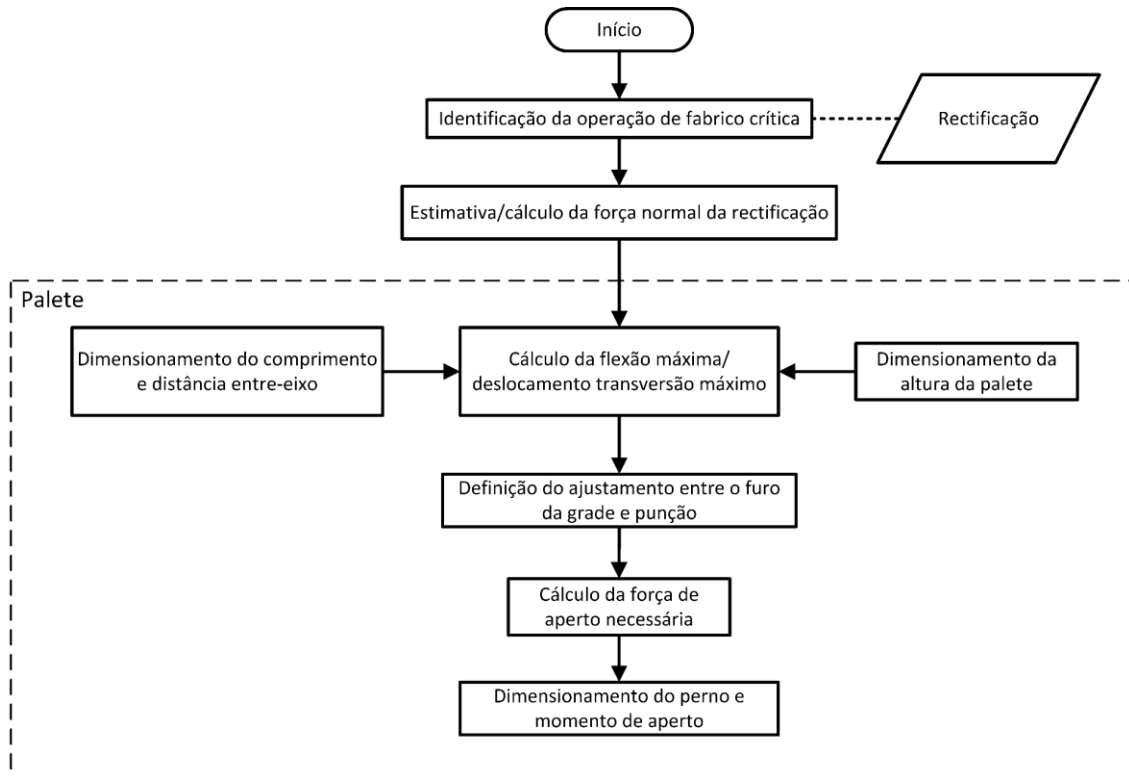 Início
Identificação da operação de fabrico crítica
Rectificação
Estimativa/cálculo da força normal da rectificação
Palete
Dimensionamento do comprimento
e distância entre-eixo
Cálculo da flexão máxima/
deslocamento transversão máximo
Dimensionamento da
altura da palete
Definição do ajustamento entre o furo
da grade e punção
Cálculo da força de
aperto necessária
Dimensionamento do perno e
momento de aperto